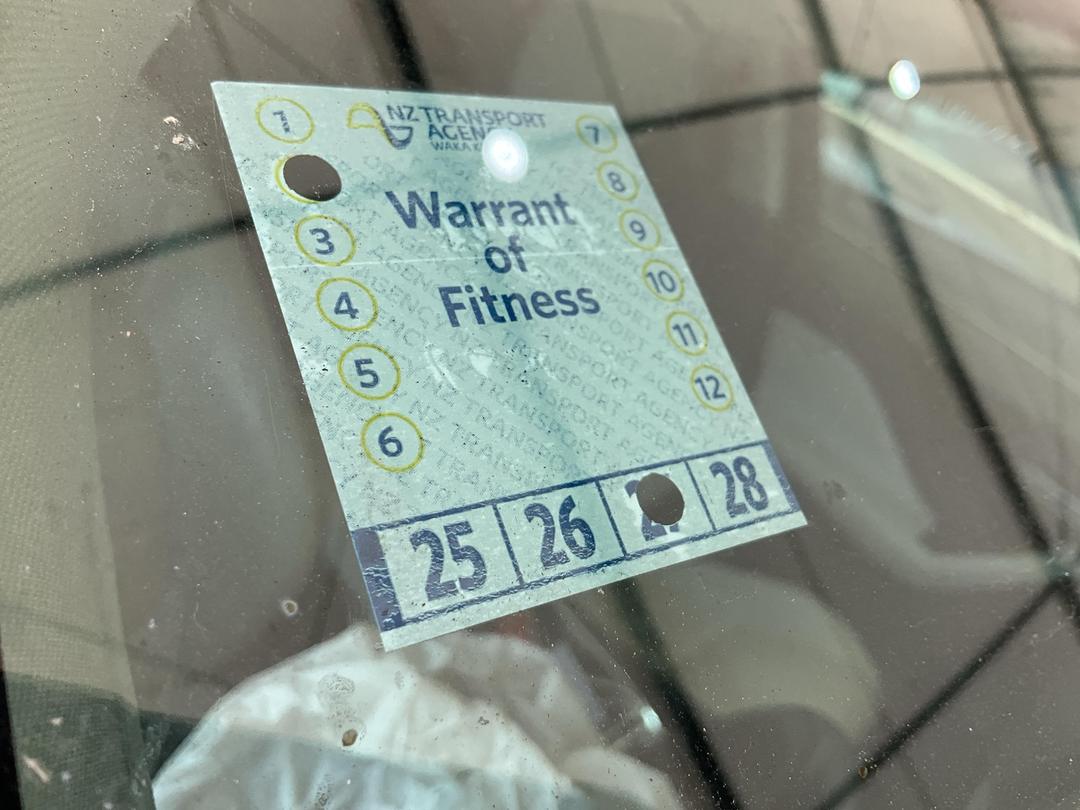 NZ TRANSPORT
AGENCY
WAKA
Warrant
of
Fitness
1
3
4
5
6
7
8
9
10
11
12
25 26 28